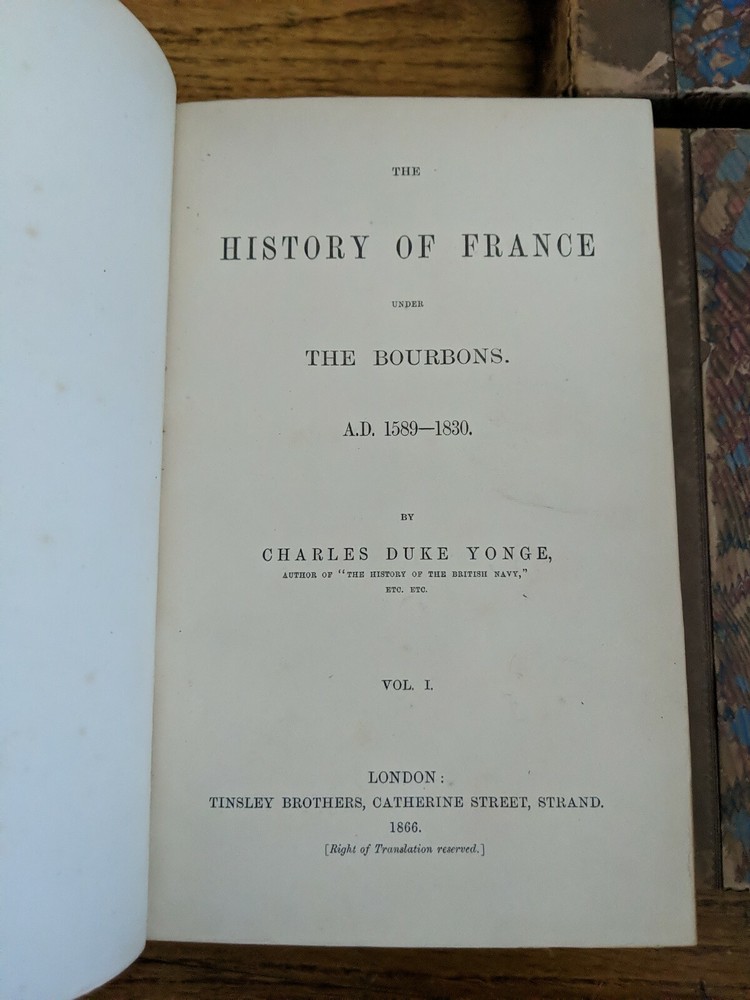 THE
HISTORY OF FRANCE
UNDER
THE BOURBONS.
A.D. 1589—1830.
BY
CHARLES DUKE YONGE,
AUTHOR OF "THE HISTORY OF THE BRITISH NAVY,"
ETC. ETC.
VOL. I.
LONDON:
TINSLEY BROTHERS, CATHERINE STREET, STRAND.
1866.
[Right of Translation reserved.]